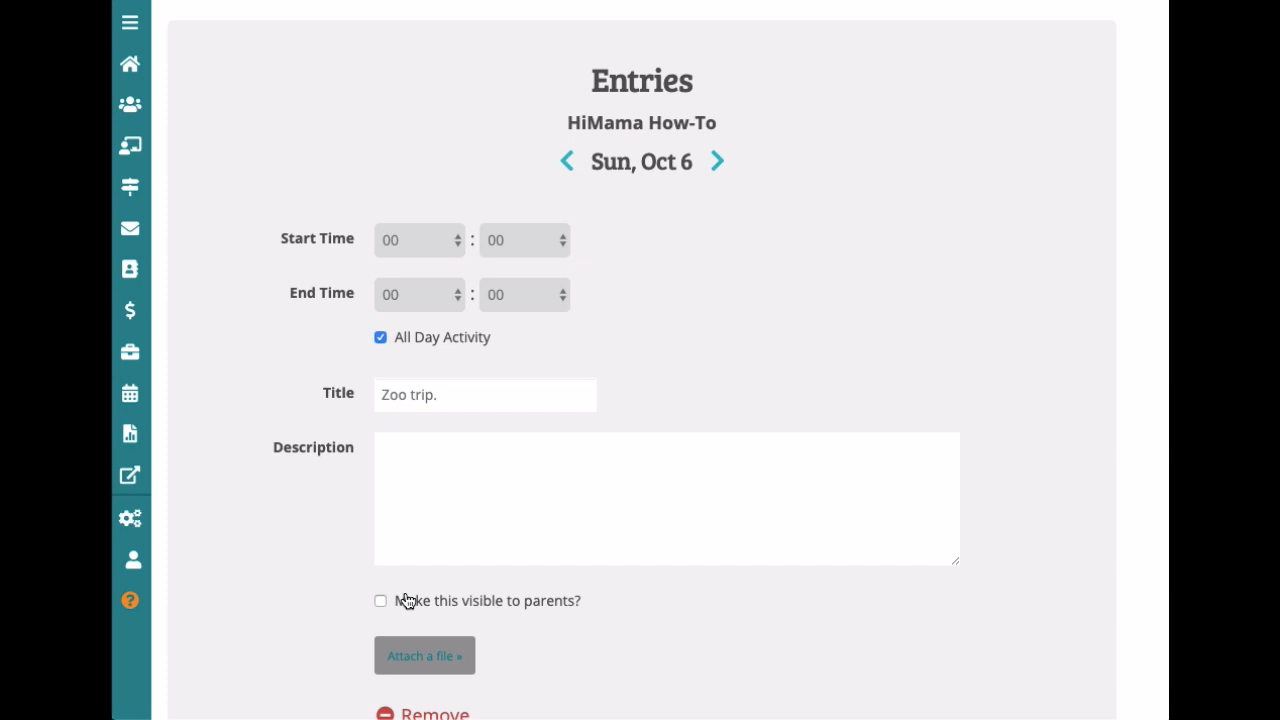 Entries
HiMama How-To
Sun, Oct 6
Start Time 00 : 00
End Time 00 : 00
All Day Activity
Title Zoo trip.
Description
Make this visible to parents?
Attach a file »
Remove